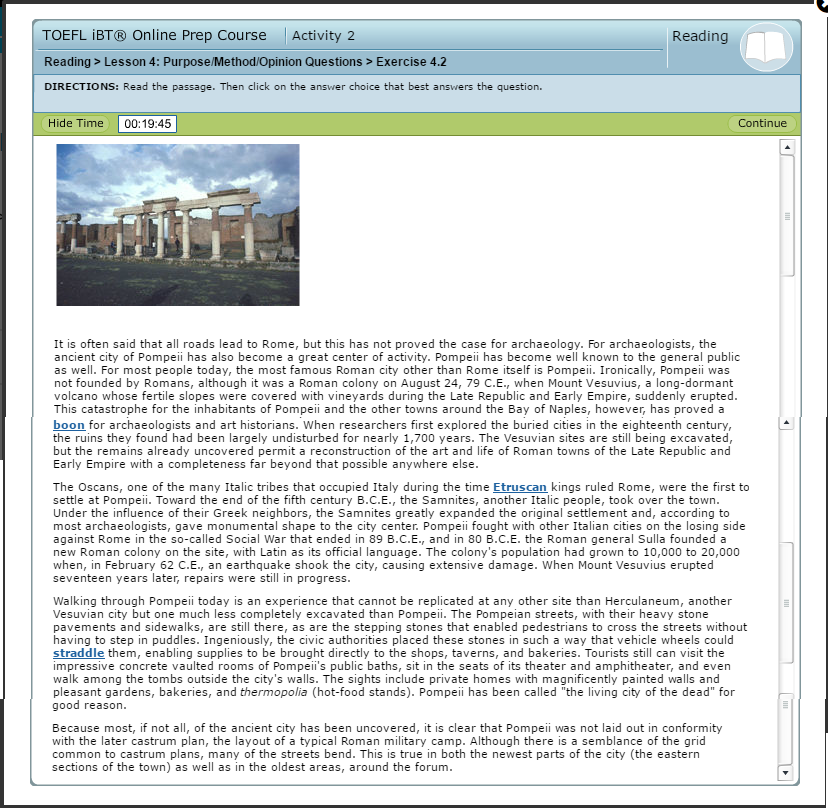 TOEFL iBT® Online Prep Course
Activity 2
Reading
Reading > Lesson 4: Purpose/Method/Opinion Questions > Exercise 4.2
DIRECTIONS: Read the passage. Then click on the answer choice that best answers the question.
Hide Time
00:19:45
Continue
It is often said that all roads lead to Rome, but this has not proved the case for archaeology. For archaeologists, the
ancient city of Pompeii has also become a great center of activity. Pompeii has become well known to the general public
as well. For most people today, the most famous Roman city other than Rome itself is Pompeii. Ironically, Pompeii was
not founded by Romans, although it was a Roman colony on August 24, 79 C.E., when Mount Vesuvius, a long-dormant
volcano whose fertile slopes were covered with vineyards during the Late Republic and Early Empire, suddenly erupted.
This catastrophe for the inhabitants of Pompeii and the other towns around the Bay of Naples, however, has proved a
boon for archaeologists and art historians. When researchers first explored the buried cities in the eighteenth century,
the ruins they found had been largely undisturbed for nearly 1,700 years. The Vesuvian sites are still being excavated,
but the remains already uncovered permit a reconstruction of the art and life of Roman towns of the Late Republic and
Early Empire with a completeness far beyond that possible anywhere else.
The Oscans, one of the many Italic tribes that occupied Italy during the time Etruscan kings ruled Rome, were the first to
settle at Pompeii. Toward the end of the fifth century B.C.E., the Samnites, another Italic people, took over the town.
Under the influence of their Greek neighbors, the Samnites greatly expanded the original settlement and, according to
most archaeologists, gave monumental shape to the city center. Pompeii fought with other Italian cities on the losing side
against Rome in the so-called Social War that ended in 89 B.C.E., and in 80 B.C.E. the Roman general Sulla founded a
new Roman colony on the site, with Latin as its official language. The colony's population had grown to 10,000 to 20,000
when, in February 62 C.E., an earthquake shook the city, causing extensive damage. When Mount Vesuvius erupted
seventeen years later, repairs were still in progress.
Walking through Pompeii today is an experience that cannot be replicated at any other site than Herculaneum, another
Vesuvian city but one much less completely excavated than Pompeii. The Pompeian streets, with their heavy stone
pavements and sidewalks, are still there, as are the stepping stones that enabled pedestrians to cross the streets without
having to step in puddles. Ingeniously, the civic authorities placed these stones in such a way that vehicle wheels could
straddle them, enabling supplies to be brought directly to the shops, taverns, and bakeries. Tourists still can visit the
impressive concrete vaulted rooms of Pompeii's public baths, sit in the seats of its theater and amphitheater, and even
walk among the tombs outside the city's walls. The sights include private homes with magnificently painted walls and
pleasant gardens, bakeries, and thermopolia (hot-food stands). Pompeii has been called "the living city of the dead" for
good reason.
Because most, if not all, of the ancient city has been uncovered, it is clear that Pompeii was not laid out in conformity
with the later castrum plan, the layout of a typical Roman military camp. Although there is a semblance of the grid
common to castrum plans, many of the streets bend. This is true in both the newest parts of the city (the eastern
sections of the town) as well as in the oldest areas, around the forum.